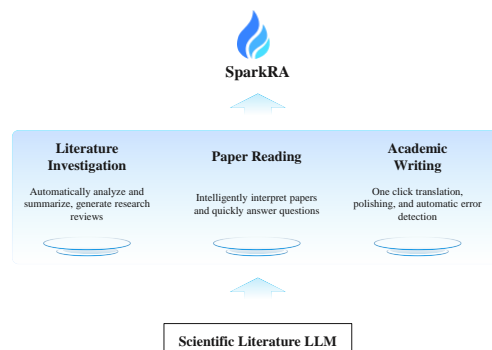 SparkRA
Literature
Investigation
Automatically analyze and
summarize, generate research
reviews
Paper Reading
Intelligently interpret papers
and quickly answer questions
Academic
Writing
One click translation,
polishing, and automatic error
detection
Scientific Literature LLM